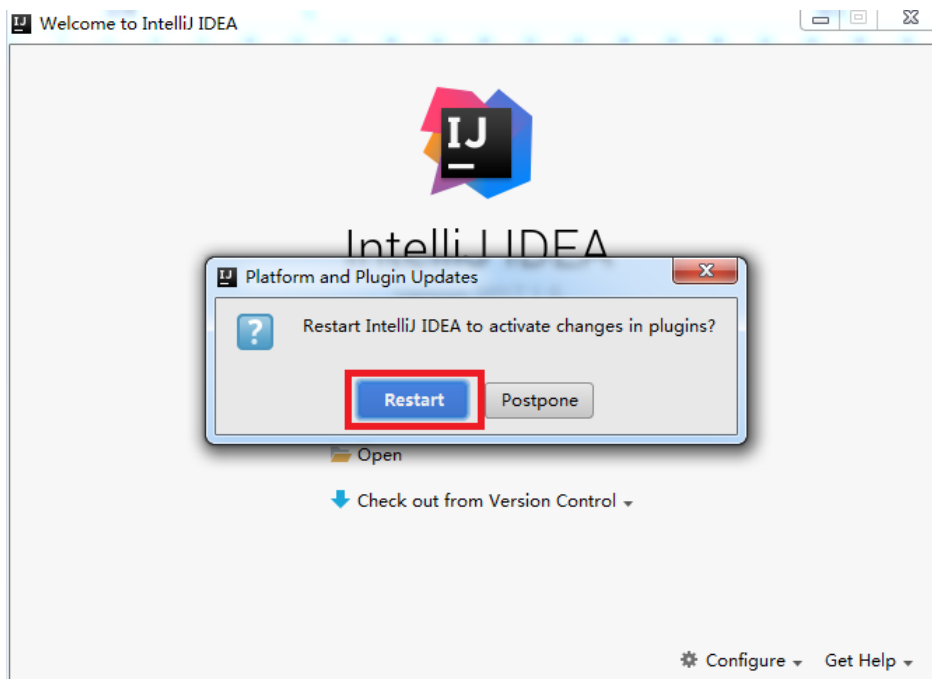 Welcome to IntelliJ IDEA
IJ
IntelliJ IDEA
Platform and Plugin Updates
Restart IntelliJ IDEA to activate changes in plugins?
Restart
Postpone
Open
Check out from Version Control
Configure
Get Help